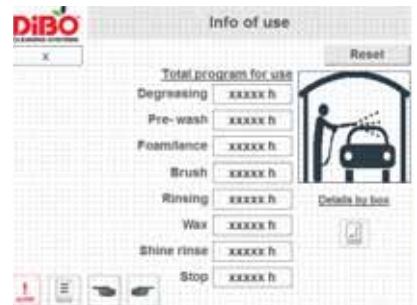 DiBO
CLEANING SYSTEMS
Info of use
x
Reset
Total program for use
Degreasing xxxxx h
Pre- wash xxxxx h
Foam/lance xxxxx h
Brush xxxxx h
Rinsing xxxxx h
Wax xxxxx h
Shine rinse xxxxx h
Stop xxxxx h
Details by box